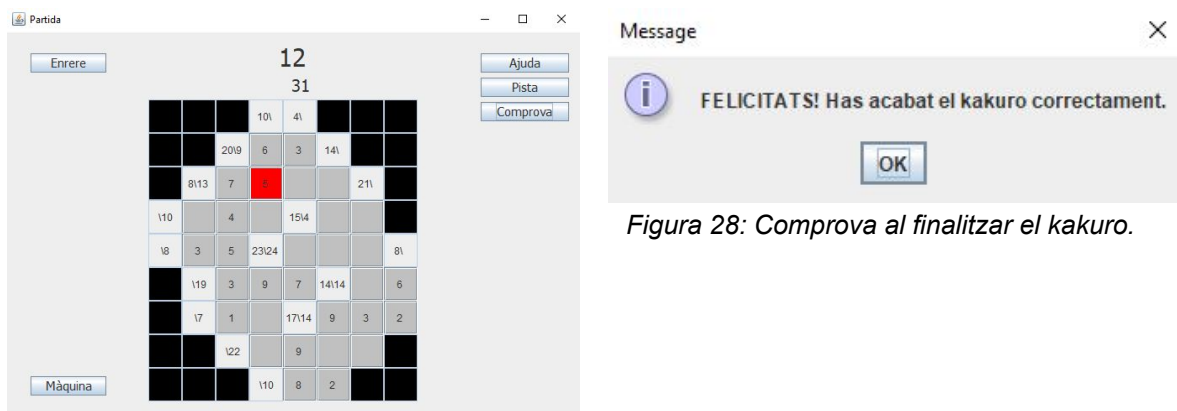 Partida
Enrere
12
31
Ajuda
Pista
Comprova
10\ 4\
20\9 6 3 14\
8\13 7 21\
\10 4 15\4
\8 3 5 23\24 8\
\19 3 9 7 14\14 6
\7 1 17\14 9 3 2
\22 9
\10 8 2
Màquina
Message
FELICITATS! Has acabat el kakuro correctament.
OK
Figura 28: Comprova al finalitzar el kakuro.